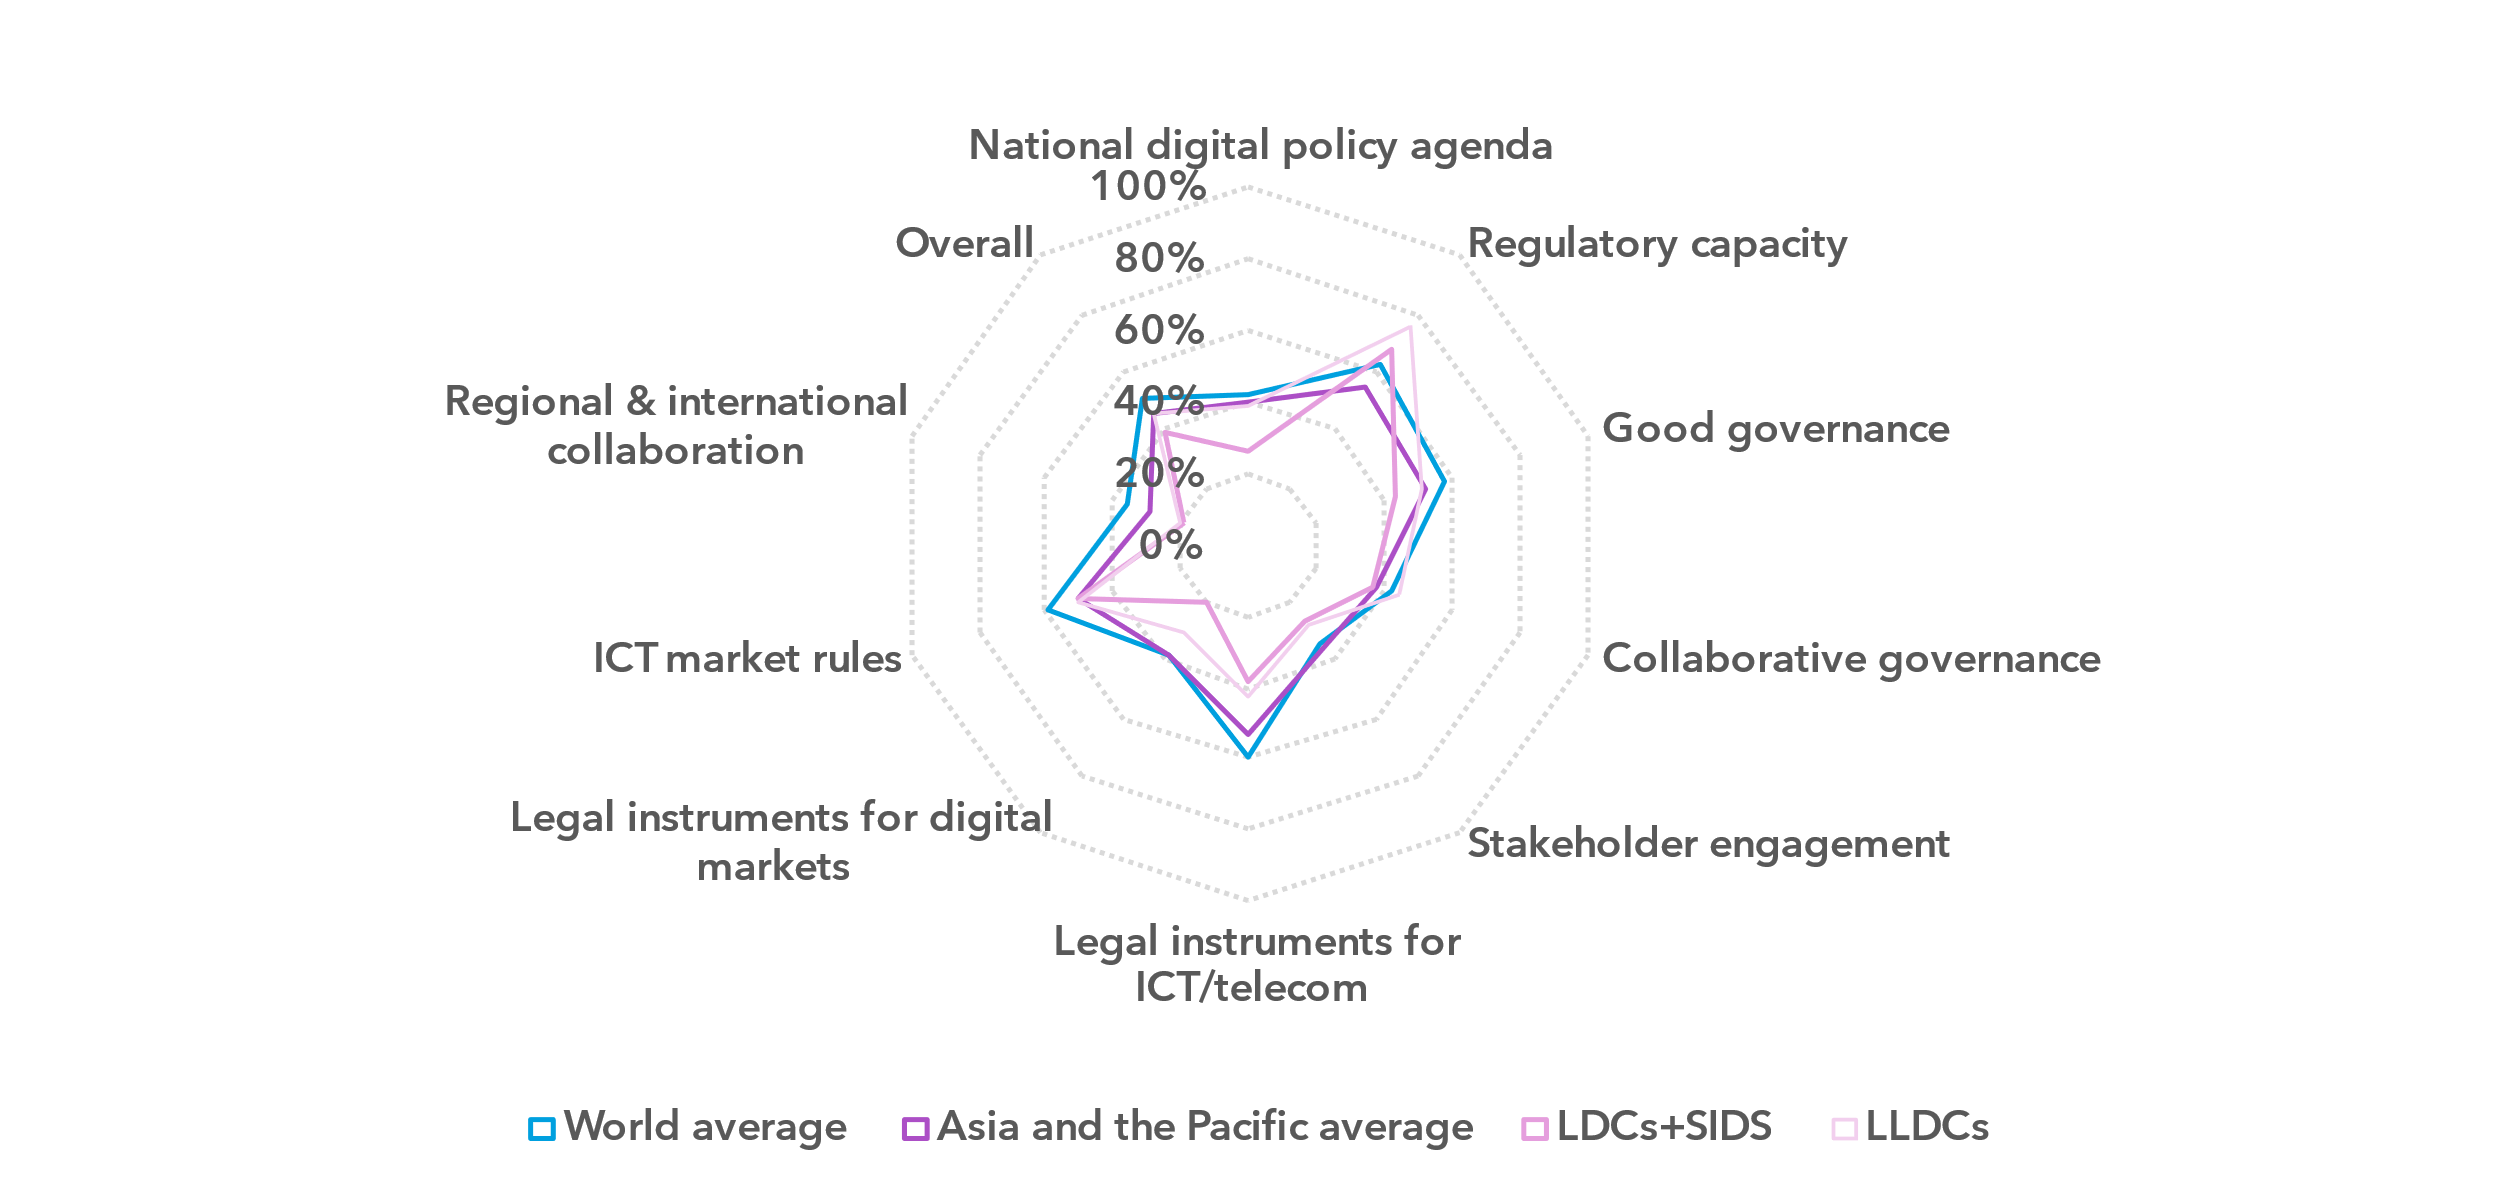 National digital policy agenda
100%
Overall
Regulatory capacity
80%
60%
Regional & international
collaboration
40%
Good governance
20%
0%
ICT market rules
Collaborative governance
Legal instruments for digital
markets
Stakeholder engagement
Legal instruments for
ICT/telecom
World average
Asia and the Pacific average
LDCs+SIDS
LLDCs